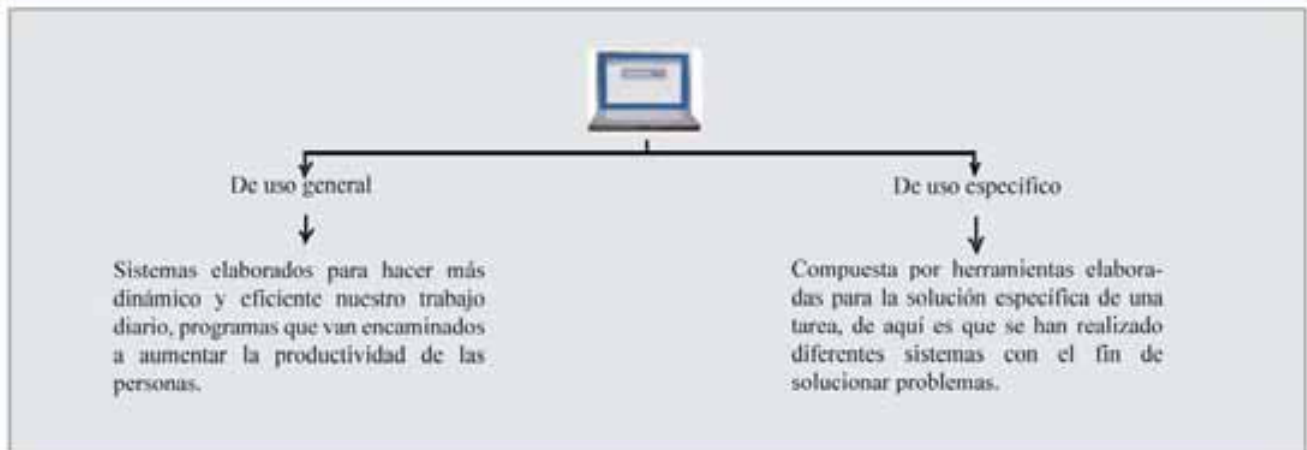 De uso general
Sistemas elaborados para hacer más
dinámico y eficiente nuestro trabajo
diario, programas que van encaminados
a aumentar la productividad de las
personas.
De uso específico
Compuesta por herramientas elabora-
das para la solución específica de una
tarea, de aquí es que se han realizado
diferentes sistemas con el fin de
solucionar problemas.